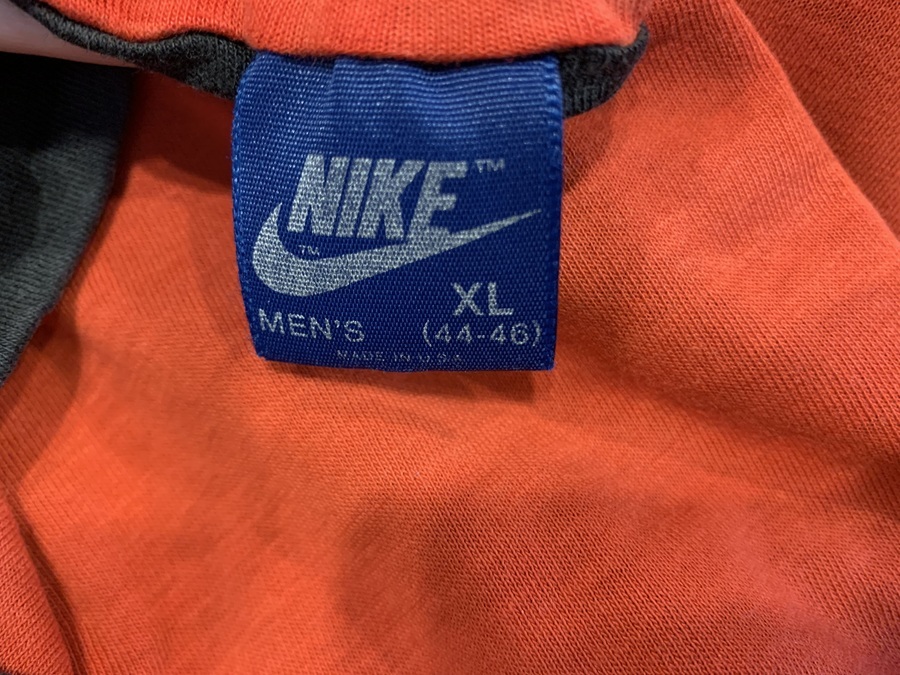 NIKE™
™
MEN'S
XL
(44-46)
MADE IN U.S.A.